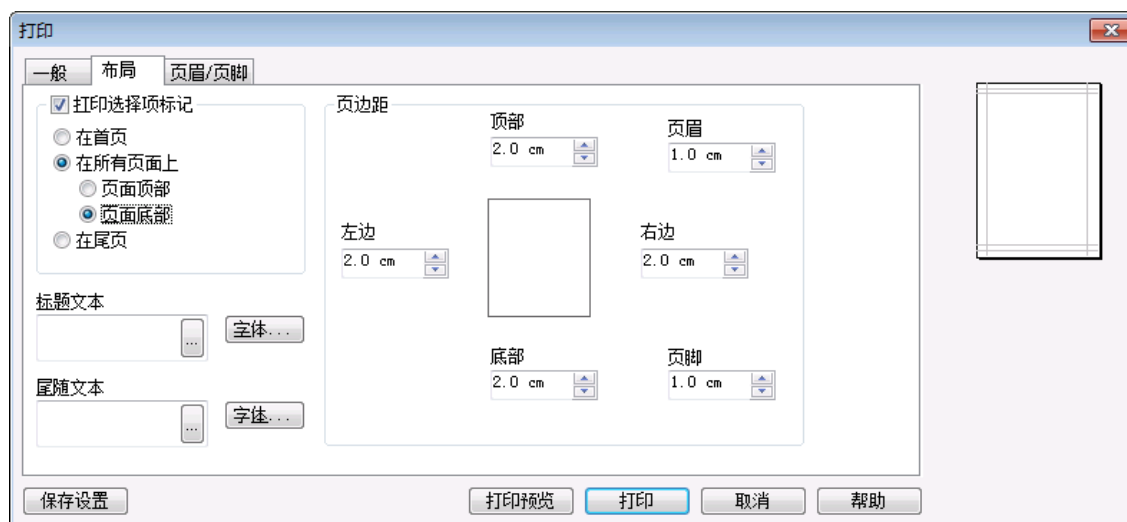 打印
一般
布局
页眉/页脚
打印选择项标记
在首页
在所有页面上
页面顶部
页面底部
在尾页
标题文本
...
字体...
尾随文本
...
字体...
页边距
顶部
2.0 cm
页眉
1.0 cm
左边
2.0 cm
右边
2.0 cm
底部
2.0 cm
页脚
1.0 cm
保存设置
打印预览
打印
取消
帮助